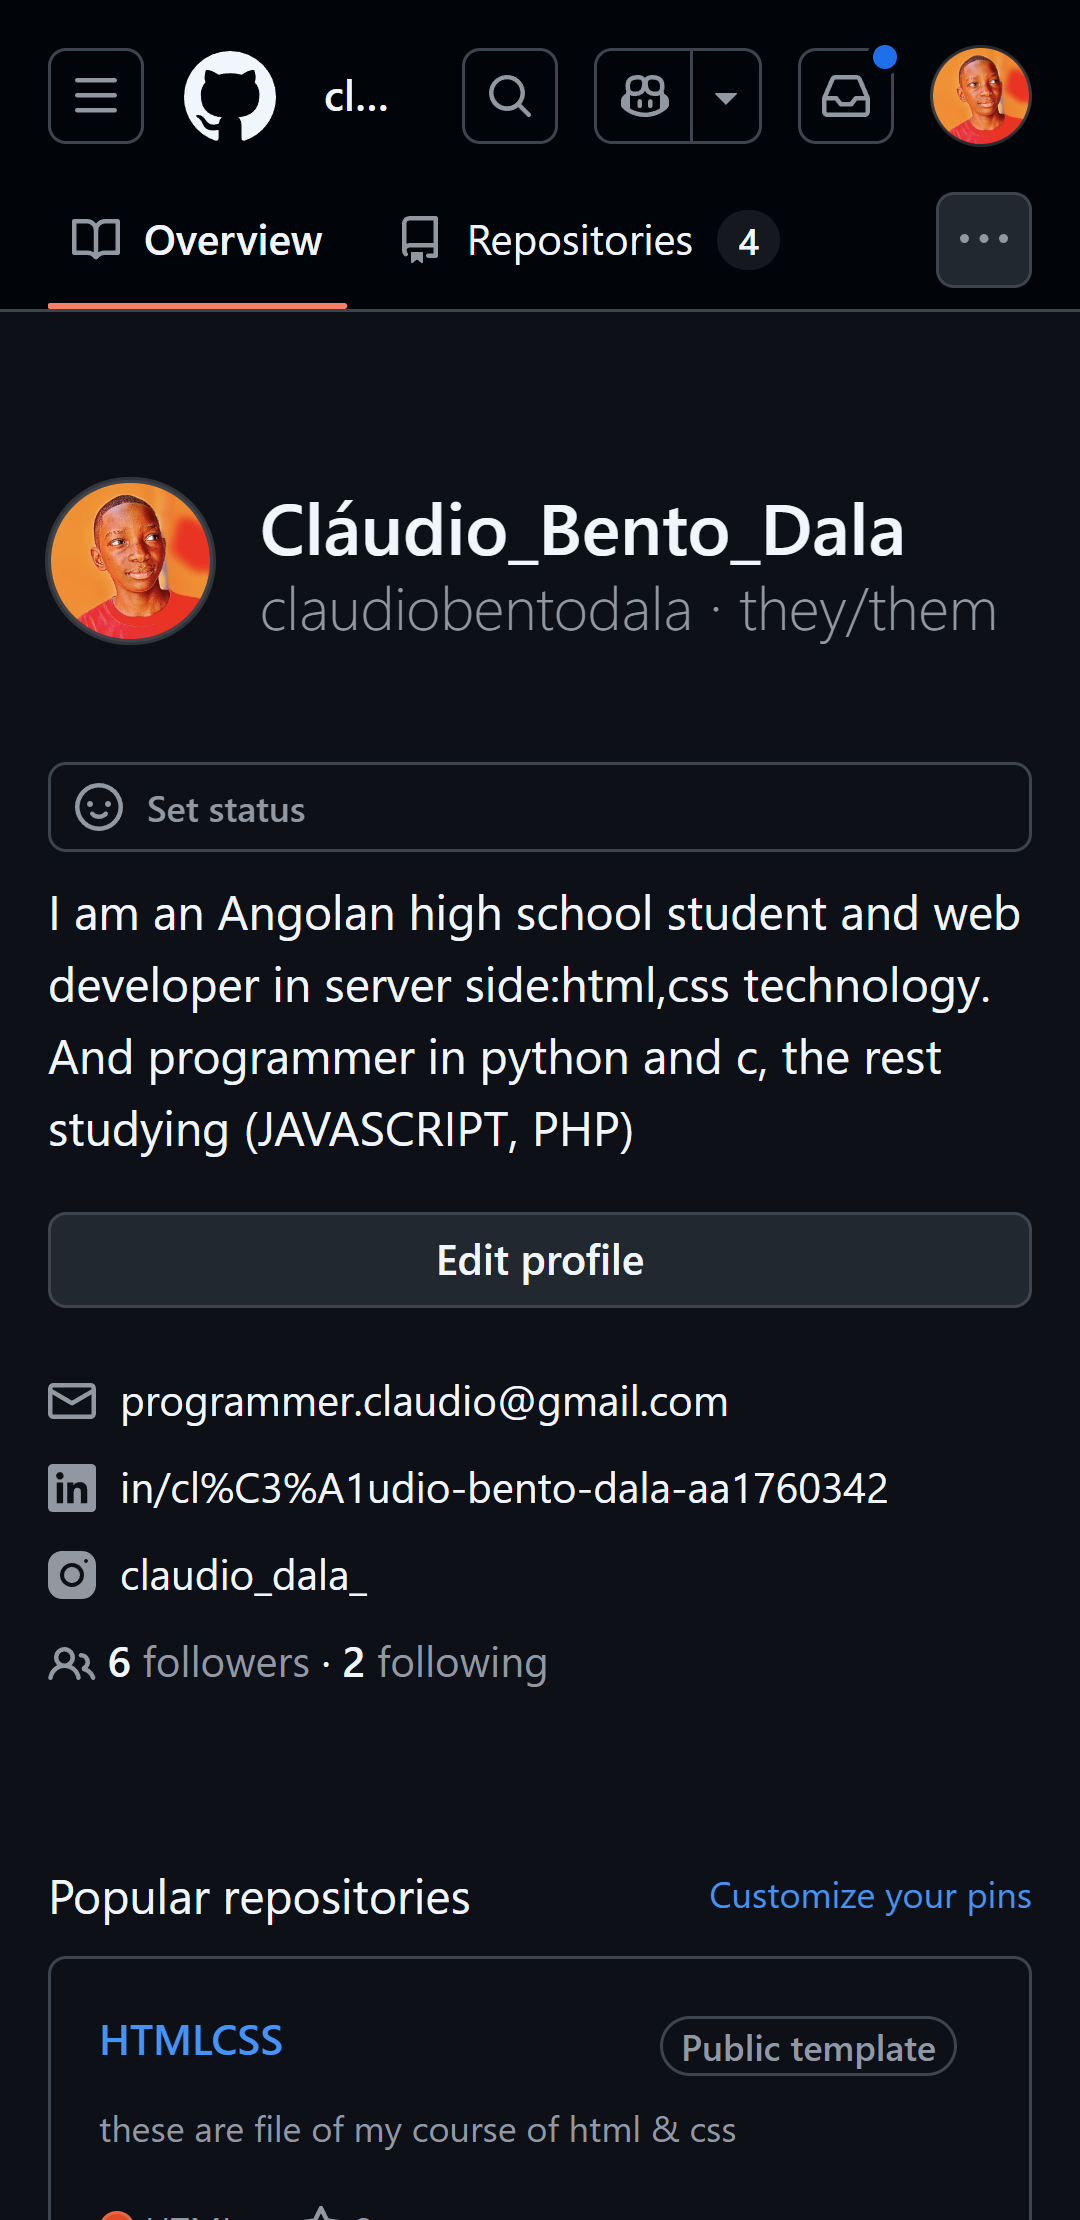 cl...
Overview
Repositories 4
Cláudio_Bento_Dala
claudiobentodala · they/them
Set status
I am an Angolan high school student and web
developer in server side:html,css technology.
And programmer in python and c, the rest
studying (JAVASCRIPT, PHP)
Edit profile
programmer.claudio@gmail.com
in/cl%C3%A1udio-bento-dala-aa1760342
claudio_dala_
6 followers · 2 following
Popular repositories
Customize your pins
HTMLCSS
Public template
these are file of my course of html & css